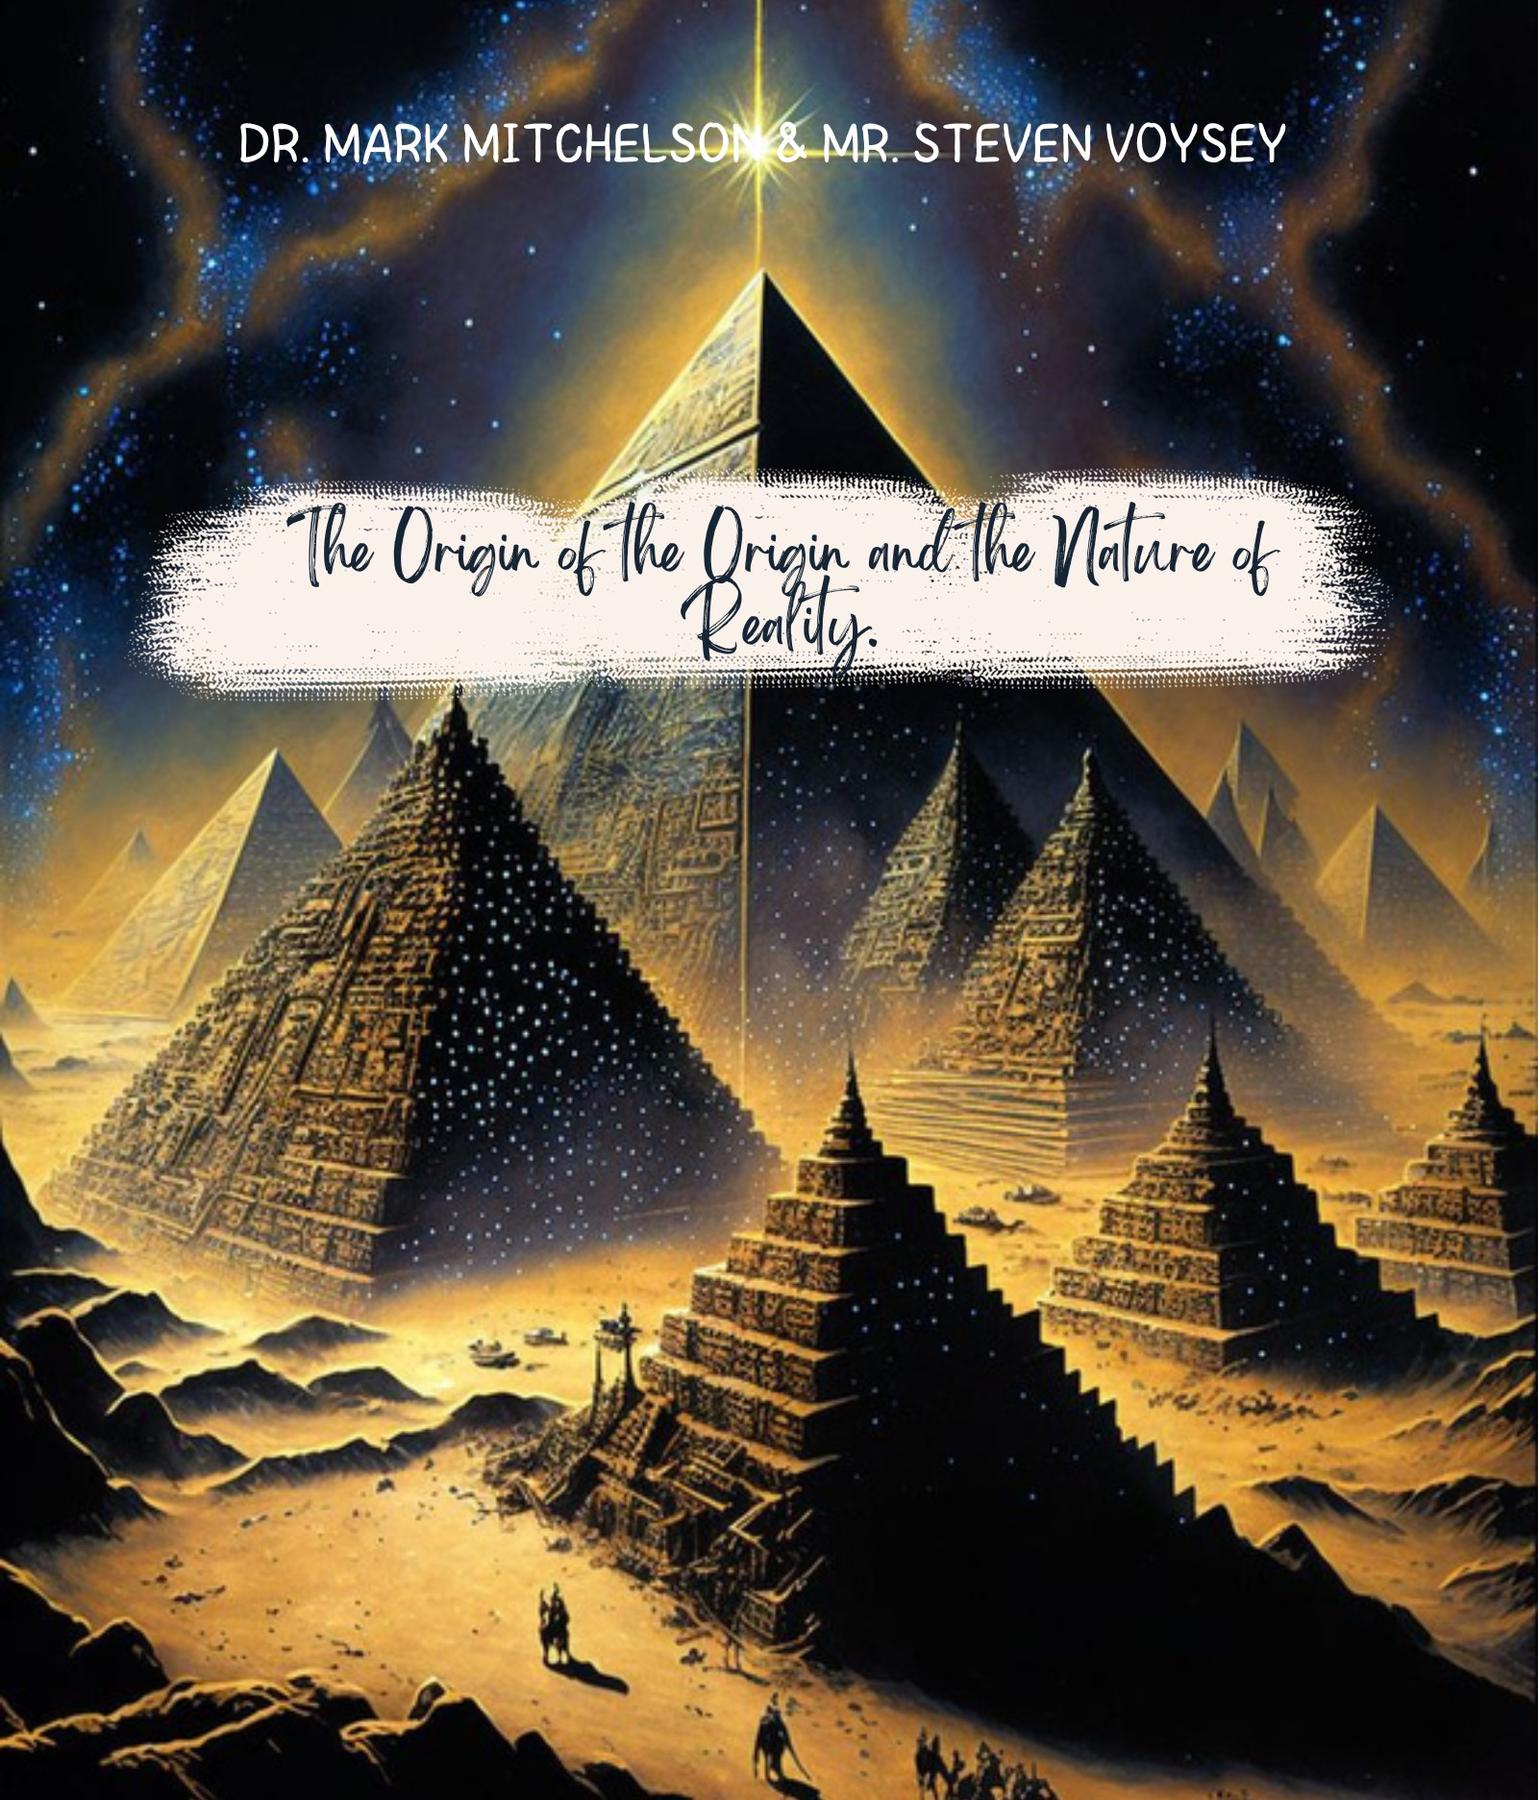 DR. MARK MITCHELSON & MR. STEVEN VOYSEY
The Origin of the Origin and the Nature of
Reality.